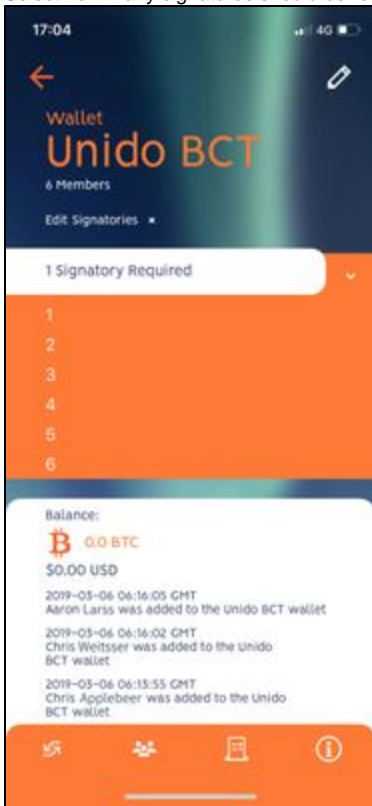 17:04
4G
Wallet
Unido BCT
6 Members
Edit Signatories ×
1 Signatory Required
1
2
3
4
5
6
Balance:
0.0 BTC
$0.00 USD
2019-03-06 06:16:05 GMT
Aaron Larss was added to the Unido BCT wallet
2019-03-06 06:16:02 GMT
Chris Weitsser was added to the Unido
BCT wallet
2019-03-06 06:13:55 GMT
Chris Applebeer was added to the Unido
BCT wallet